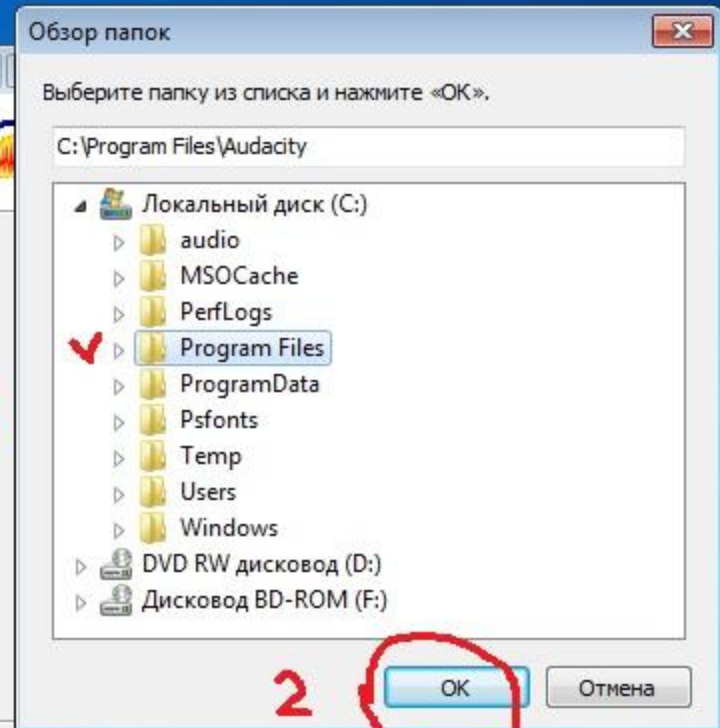 Обзор папок
Выберите папку из списка и нажмите «ОК».
C:\Program Files\Audacity
Локальный диск (C:)
audio
MSOCache
PerfLogs
Program Files
ProgramData
Psfonts
Temp
Users
Windows
DVD RW дисковод (D:)
Дисковод BD-ROM (F:)
2 ОК Отмена